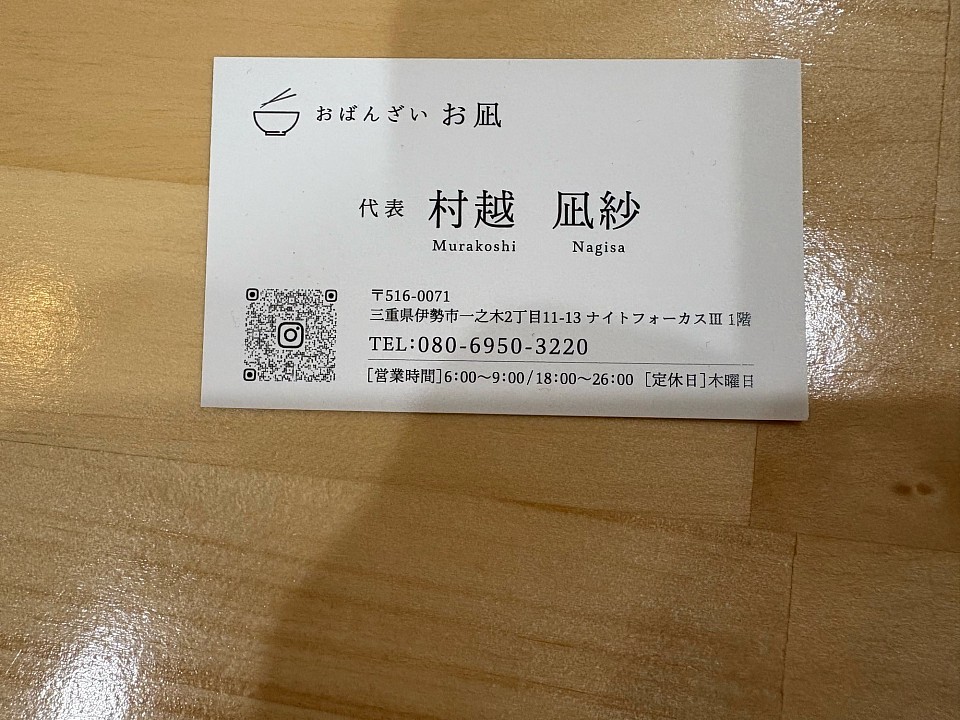 おばんざい お凪
代表 村越 凪紗
Murakoshi Nagisa
〒516-0071
三重県伊勢市一之木2丁目11-13 ナイトフォーカスⅢ 1階
TEL:080-6950-3220
[営業時間]6:00〜9:00/18:00〜26:00 [定休日]木曜日